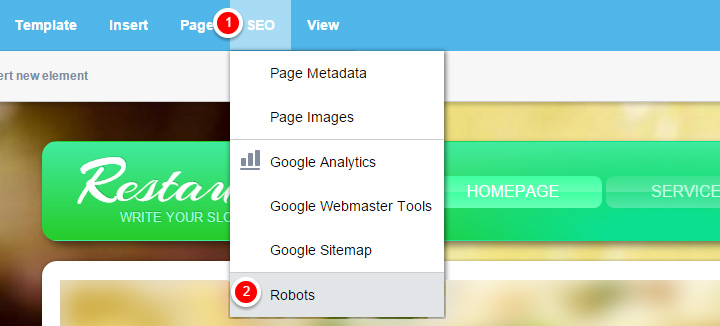 Template Insert Page 1 SEO View
ert new element
Page Metadata
Page Images
Google Analytics
Google Webmaster Tools
Google Sitemap
2 Robots
Restau
WRITE YOUR SLO
HOMEPAGE SERVICE